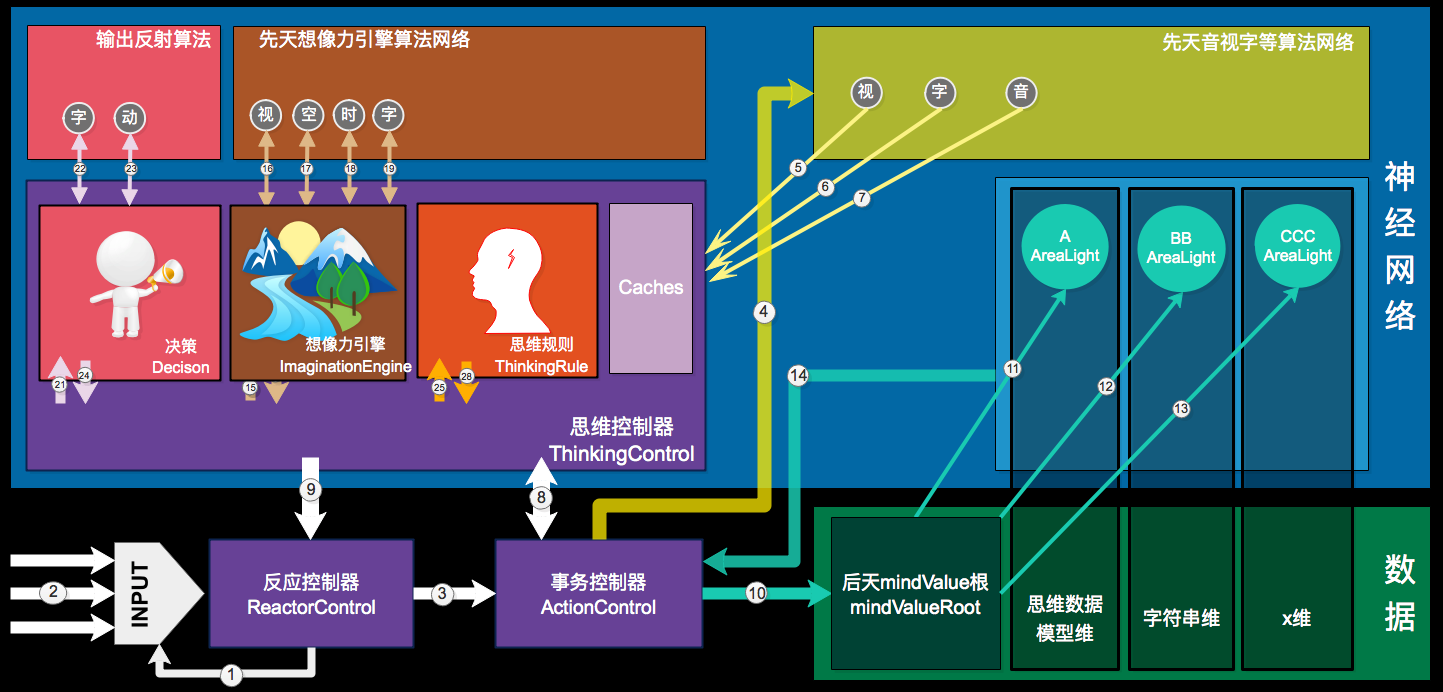 输出反射算法
先天想像力引擎算法网络
先天音视字等算法网络
字
动
视
空
时
字
视
字
音
22
23
16
17
18
19
5
6
7
神
经
网
络
A
AreaLight
BB
AreaLight
CCC
AreaLight
决策
Decison
想像力引擎
ImaginationEngine
思维规则
ThinkingRule
Caches
21
24
15
25
28
4
14
11
12
13
思维控制器
ThinkingControl
9
8
2
INPUT
反应控制器
ReactorControl
3
事务控制器
ActionControl
10
后天mindValue根
mindValueRoot
思维数据
模型维
字符串维
x维
数
据
1